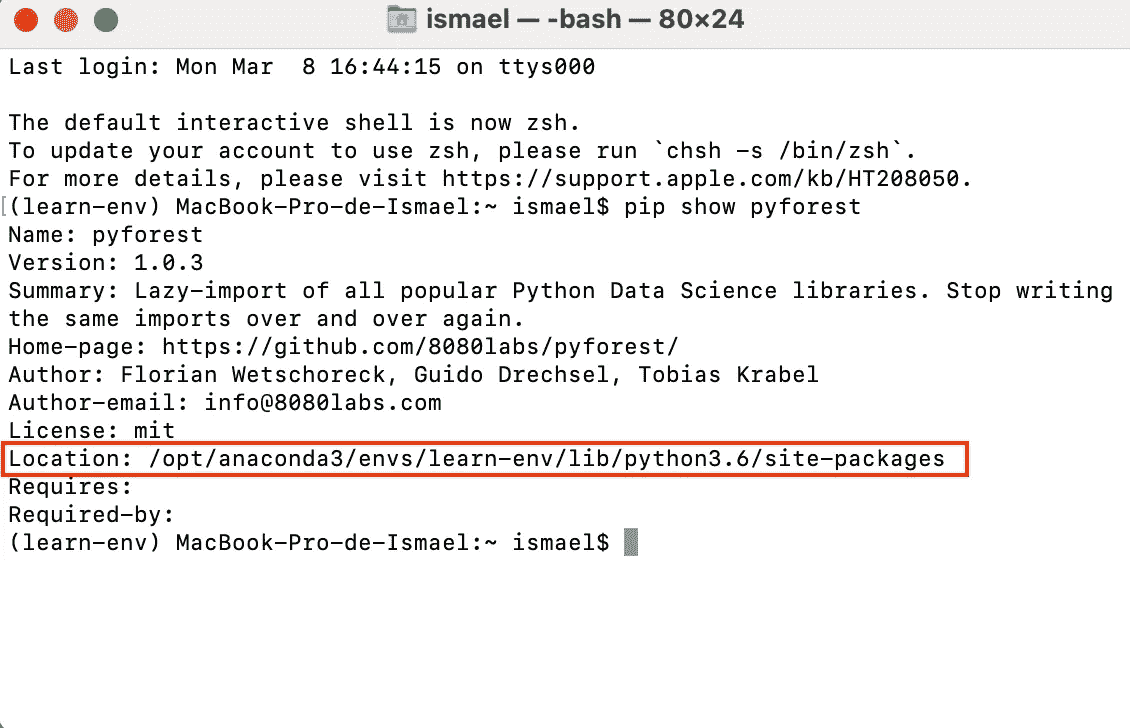 ismael — -bash — 80×24
Last login: Mon Mar  8 16:44:15 on ttys000
The default interactive shell is now zsh.
To update your account to use zsh, please run `chsh -s /bin/zsh`.
For more details, please visit https://support.apple.com/kb/HT208050.
[(learn-env) MacBook-Pro-de-Ismael:~ ismael$ pip show pyforest
Name: pyforest
Version: 1.0.3
Summary: Lazy-import of all popular Python Data Science libraries. Stop writing
the same imports over and over again.
Home-page: https://github.com/8080labs/pyforest/
Author: Florian Wetschoreck, Guido Drechsel, Tobias Krabel
Author-email: info@8080labs.com
License: mit
Location: /opt/anaconda3/envs/learn-env/lib/python3.6/site-packages
Requires:
Required-by:
(learn-env) MacBook-Pro-de-Ismael:~ ismael$